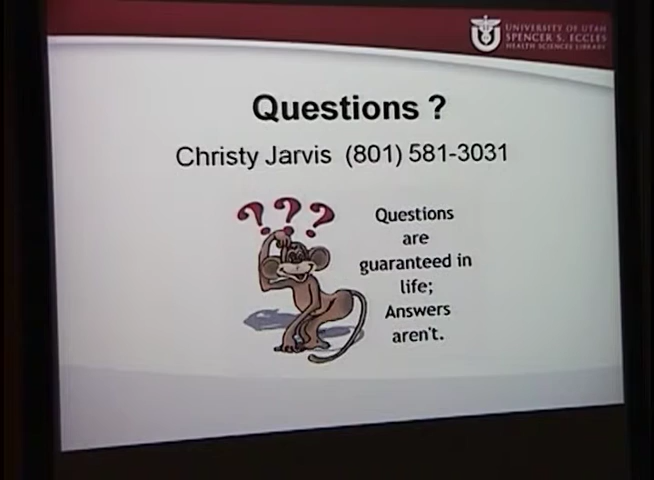 UNIVERSITY OF UTAH
SPENCER S. ECCLES
HEALTH SCIENCES LIBRARY
Questions ?
Christy Jarvis (801) 581-3031
? ? ?
Questions
are
guaranteed in
life;
Answers
aren't.